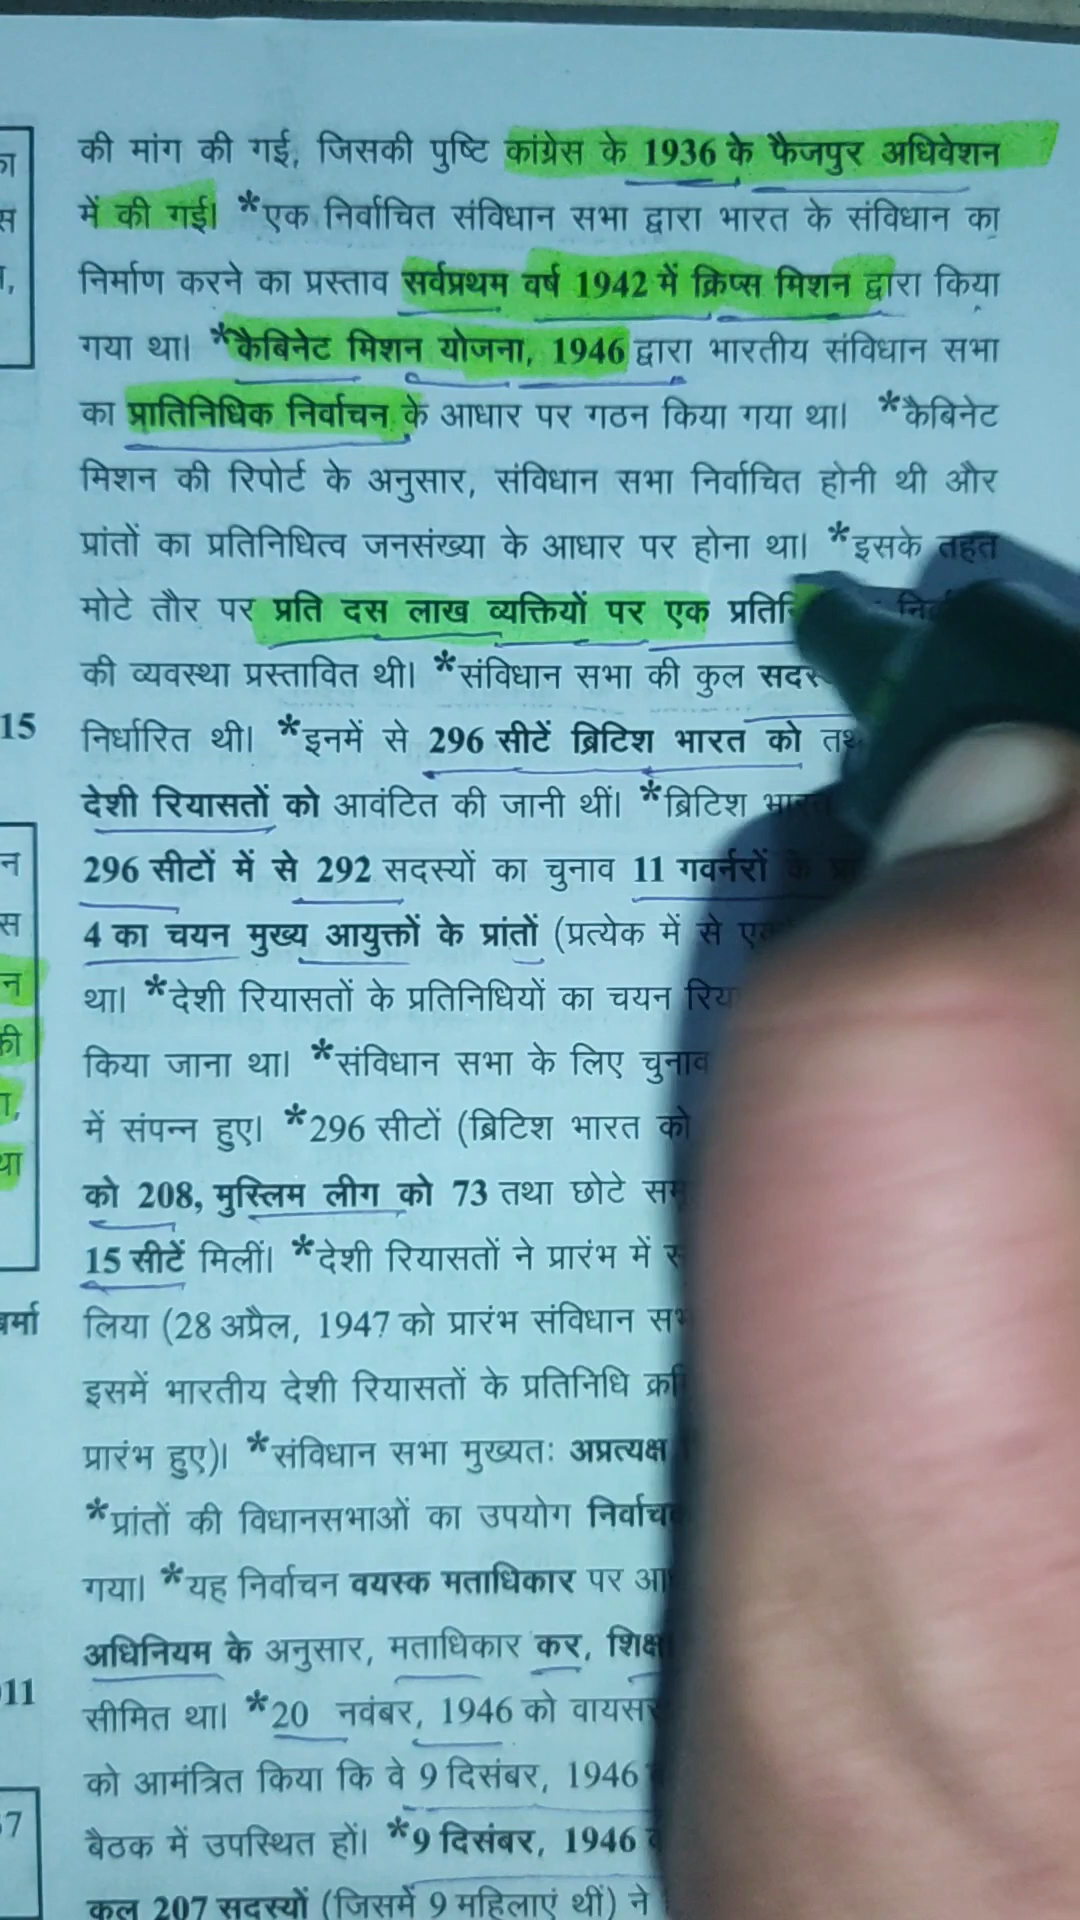 की मांग की गई, जिसकी पुष्टि कांग्रेस के 1936 के फैजपुर अधिवेशन
में की गई। *एक निर्वाचित संविधान सभा द्वारा भारत के संविधान का
निर्माण करने का प्रस्ताव सर्वप्रथम वर्ष 1942 में क्रिप्स मिशन द्वारा किया
गया था। *कैबिनेट मिशन योजना, 1946 द्वारा भारतीय संविधान सभा
का प्रातिनिधिक निर्वाचन के आधार पर गठन किया गया था। *कैबिनेट
मिशन की रिपोर्ट के अनुसार, संविधान सभा निर्वाचित होनी थी और
प्रांतों का प्रतिनिधित्व जनसंख्या के आधार पर होना था। *इसके तहत
मोटे तौर पर प्रति दस लाख व्यक्तियों पर एक
की व्यवस्था प्रस्तावित थी। *संविधान सभा की कुल
15
निर्धारित थी। *इनमें से 296 सीटें ब्रिटिश भारत को
देशी रियासतों को आवंटित की जानी थीं। *ब्रिटिश भारत
296 सीटों में से 292 सदस्यों का चुनाव 11 गवर्नरों के
4 का चयन मुख्य आयुक्तों के प्रांतों (प्रत्येक में से
था। *देशी रियासतों के प्रतिनिधियों का चयन
किया जाना था। *संविधान सभा के लिए चुनाव
में संपन्न हुए। *296 सीटों (ब्रिटिश भारत को
को 208, मुस्लिम लीग को 73 तथा छोटे
15 सीटें मिलीं। *देशी रियासतों ने प्रारंभ में
लिया (28 अप्रैल, 1947 को प्रारंभ संविधान
इसमें भारतीय देशी रियासतों के प्रतिनिधि
प्रारंभ हुए)। *संविधान सभा मुख्यतः अप्रत्यक्ष
*प्रांतों की विधानसभाओं का उपयोग
गया। *यह निर्वाचन वयस्क मताधिकार पर
अधिनियम के अनुसार, मताधिकार कर,
सीमित था। *20 नवंबर, 1946 को
को आमंत्रित किया कि वे 9 दिसंबर, 1946
बैठक में उपस्थित हों। *9 दिसंबर, 1946
कुल 207 सदस्यों (जिसमें 9 महिलाएं थीं) ने